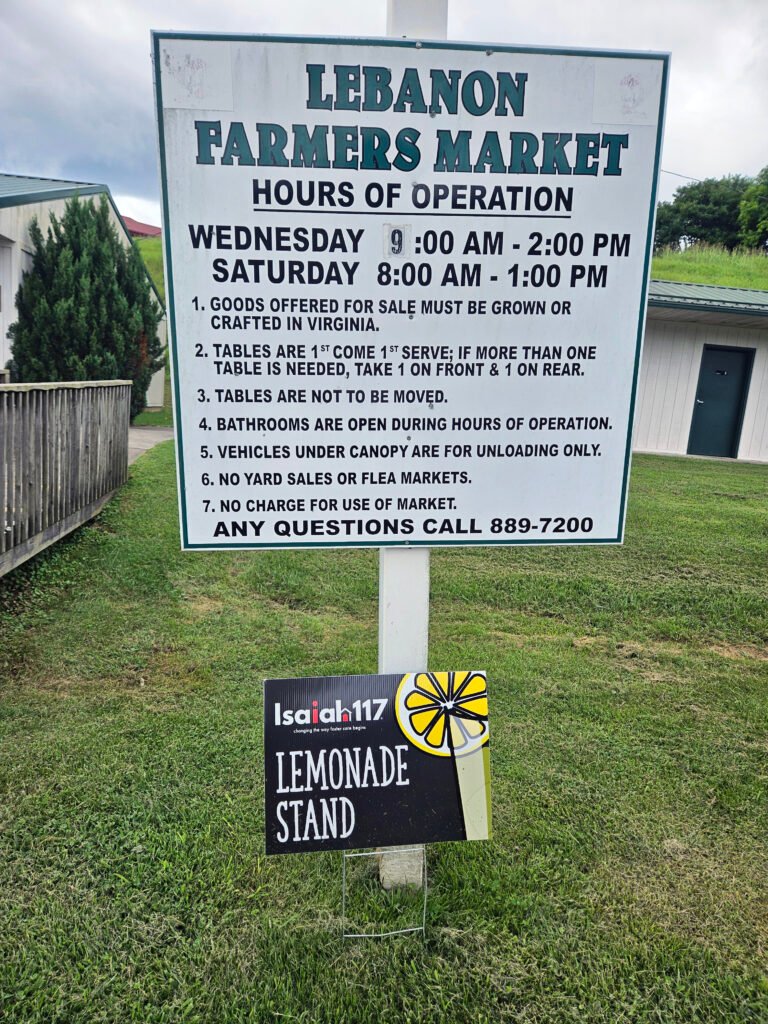 LEBANON
FARMERS MARKET
HOURS OF OPERATION
WEDNESDAY 9:00 AM - 2:00 PM
SATURDAY 8:00 AM - 1:00 PM
1. GOODS OFFERED FOR SALE MUST BE GROWN OR
CRAFTED IN VIRGINIA.
2. TABLES ARE 1ST COME 1ST SERVE; IF MORE THAN ONE
TABLE IS NEEDED, TAKE 1 ON FRONT & 1 ON REAR.
3. TABLES ARE NOT TO BE MOVED.
4. BATHROOMS ARE OPEN DURING HOURS OF OPERATION.
5. VEHICLES UNDER CANOPY ARE FOR UNLOADING ONLY.
6. NO YARD SALES OR FLEA MARKETS.
7. NO CHARGE FOR USE OF MARKET.
ANY QUESTIONS CALL 889-7200
Isaiah117
changing the way foster care begins
LEMONADE
STAND